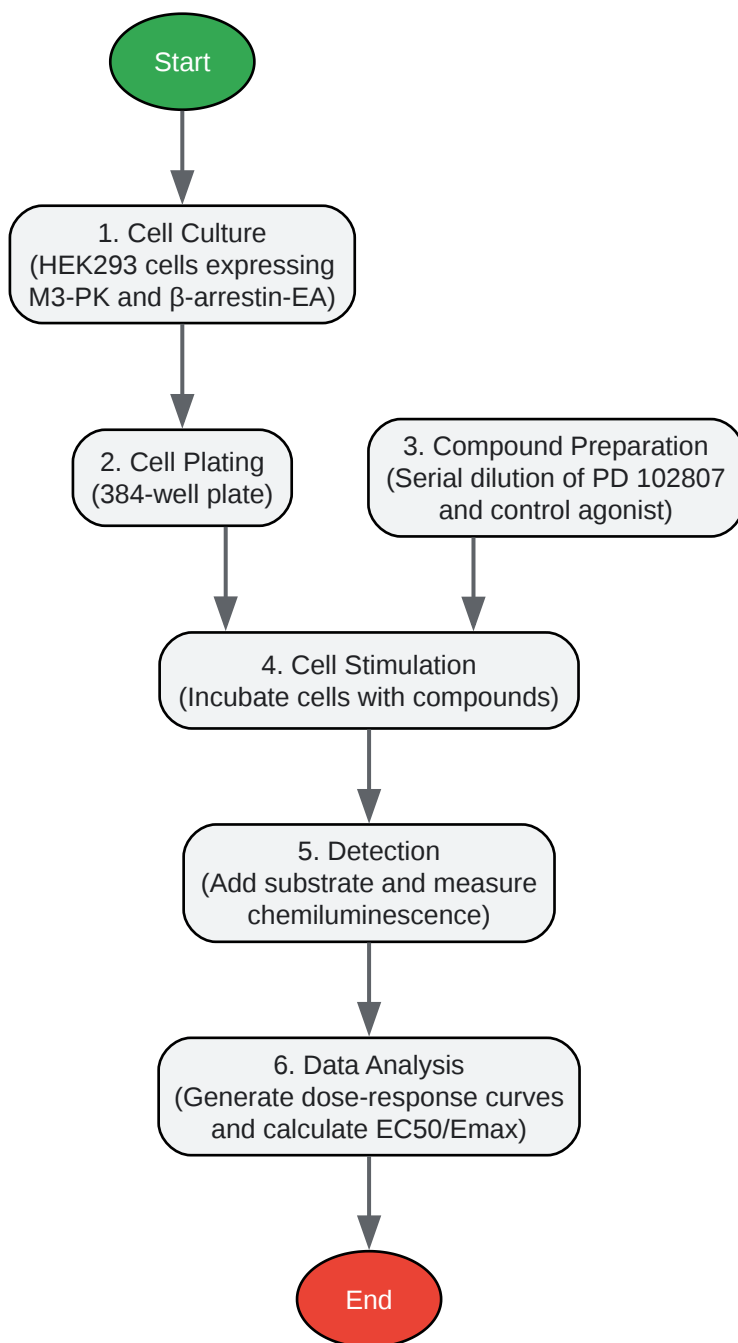 Start
1. Cell Culture
(HEK293 cells expressing
M3-PK and β-arrestin-EA)
2. Cell Plating
(384-well plate)
3. Compound Preparation
(Serial dilution of PD 102807
and control agonist)
4. Cell Stimulation
(Incubate cells with compounds)
5. Detection
(Add substrate and measure
chemiluminescence)
6. Data Analysis
(Generate dose-response curves
and calculate EC50/Emax)
End